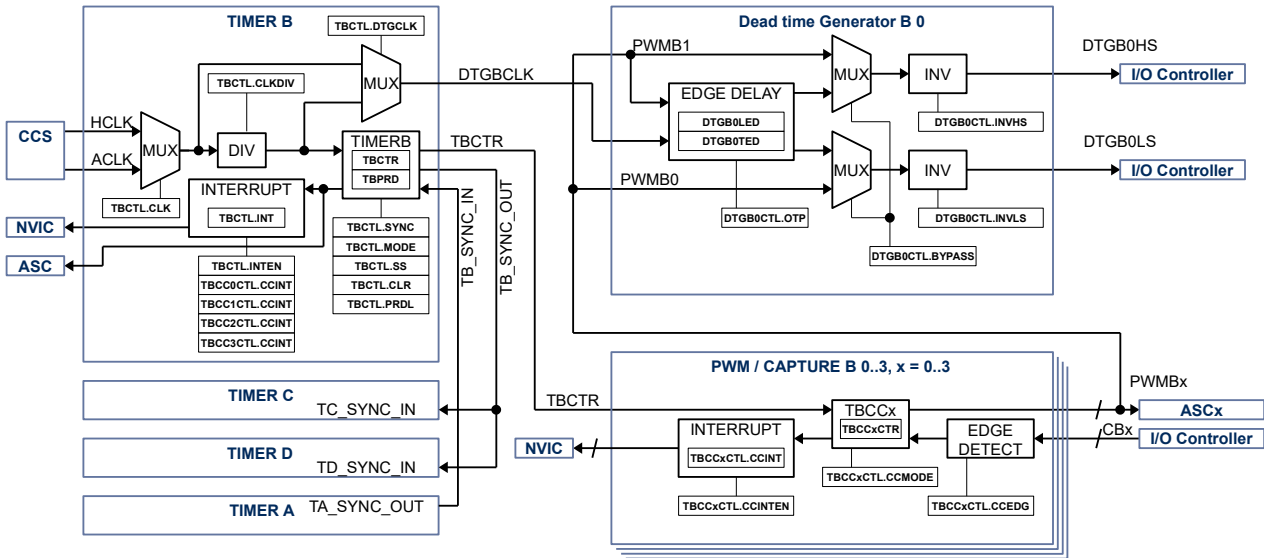 TIMER B
TBCTL.DTGCLK
MUX
TBCTL.CLKDIV
CCS
HCLK
ACLK
MUX
DIV
TBCTL.CLK
TIMERB
TBCTR
TBPRD
INTERRUPT
TBCTL.INT
NVIC
ASC
TBCTL.INTEN
TBCC0CTL.CCINT
TBCC1CTL.CCINT
TBCC2CTL.CCINT
TBCC3CTL.CCINT
TBCTL.SYNC
TBCTL.MODE
TBCTL.SS
TBCTL.CLR
TBCTL.PRDL
DTGBCLK
TBCTR
TB_SYNC_IN
TB_SYNC_OUT
TIMER C
TC_SYNC_IN
TIMER D
TD_SYNC_IN
TIMER A
TA_SYNC_OUT
Dead time Generator B 0
PWMB1
EDGE DELAY
DTGB0LED
DTGB0TED
PWMB0
DTGB0CTL.OTP
MUX
INV
DTGB0CTL.INVHS
MUX
INV
DTGB0CTL.INVLS
DTGB0CTL.BYPASS
DTGB0HS
I/O Controller
DTGB0LS
I/O Controller
PWM / CAPTURE B 0..3, x = 0..3
TBCTR
TBCCx
TBCCxCTR
INTERRUPT
TBCCxCTL.CCINT
EDGE
DETECT
NVIC
TBCCxCTL.CCMODE
TBCCxCTL.CCINTEN
TBCCxCTL.CCEDG
PWMBx
ASCx
CBx
I/O Controller